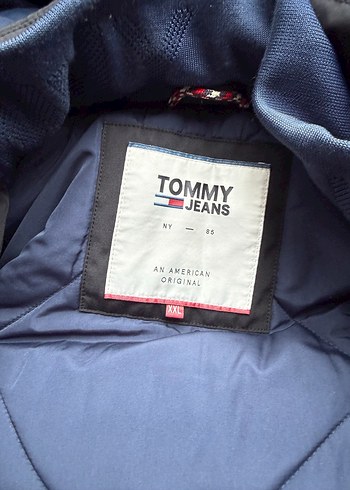 TOMMY
JEANS
NY — 85
AN AMERICAN
ORIGINAL
XXL